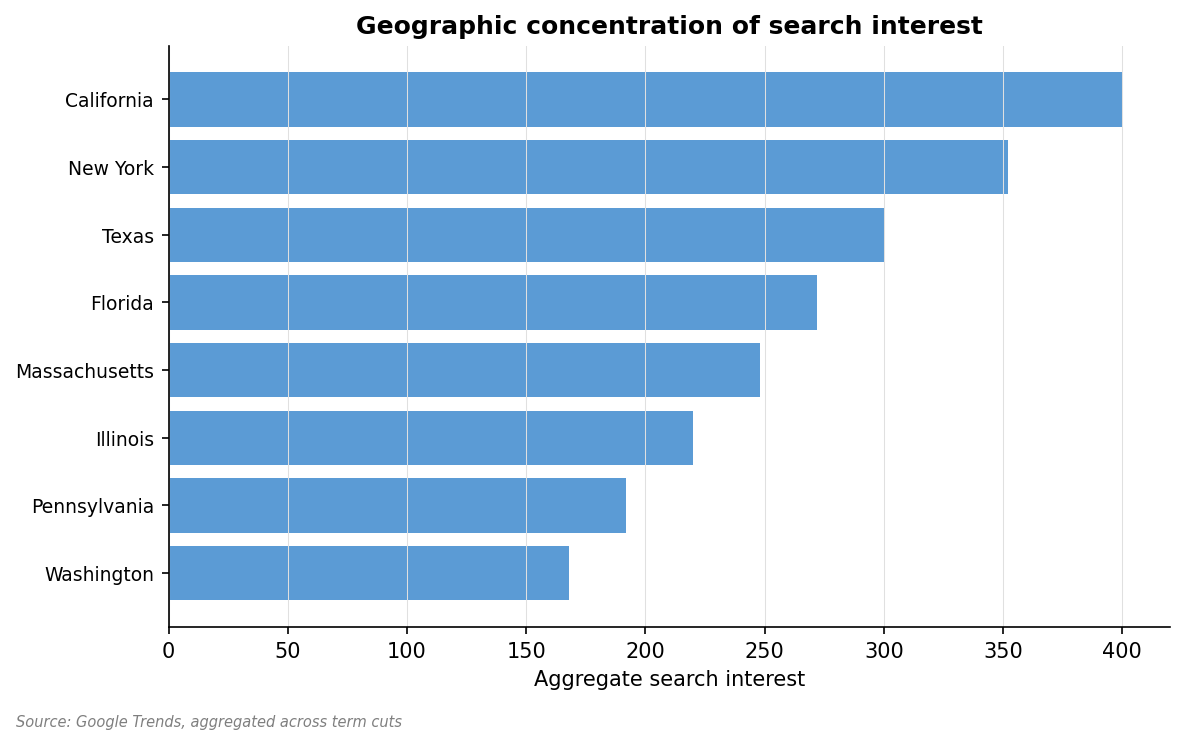 Geographic concentration of search interest
California
New York
Texas
Florida
Massachusetts
Illinois
Pennsylvania
Washington
0 50 100 150 200 250 300 350 400
Aggregate search interest
Source: Google Trends, aggregated across term cuts